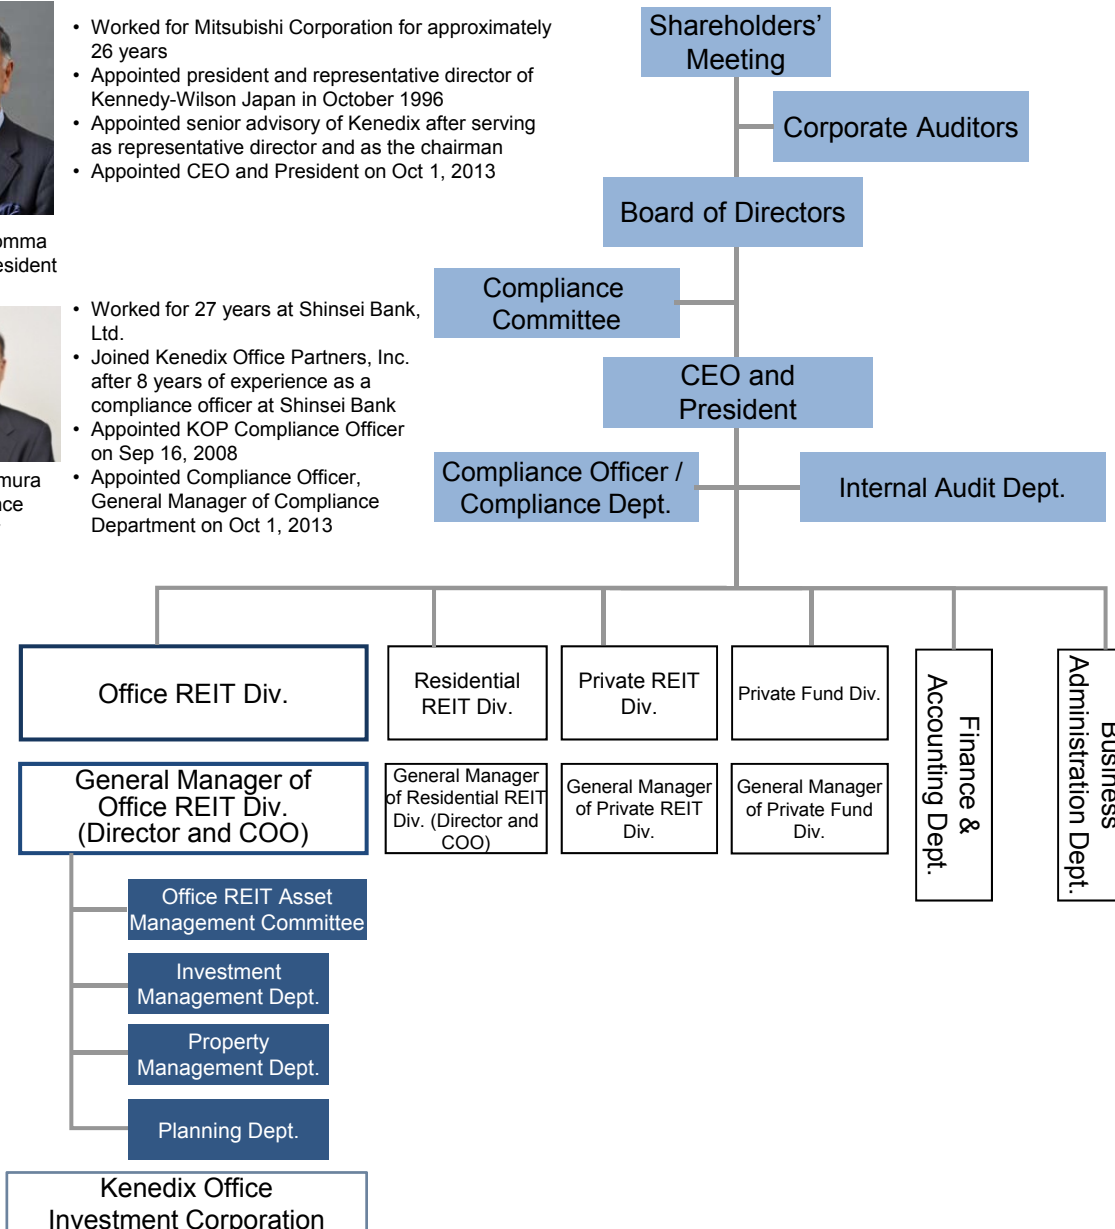 • Worked for Mitsubishi Corporation for approximately
26 years
• Appointed president and representative director of
Kennedy-Wilson Japan in October 1996
• Appointed senior advisory of Kenedix after serving
as representative director and as the chairman
• Appointed CEO and President on Oct 1, 2013
• Worked for 27 years at Shinsei Bank,
Ltd.
• Joined Kenedix Office Partners, Inc.
after 8 years of experience as a
compliance officer at Shinsei Bank
• Appointed KOP Compliance Officer
on Sep 16, 2008
• Appointed Compliance Officer,
General Manager of Compliance
Department on Oct 1, 2013
Shareholders'
Meeting
Corporate Auditors
Board of Directors
Compliance
Committee
CEO and
President
Compliance Officer /
Compliance Dept.
Internal Audit Dept.
Office REIT Div.
Residential
REIT Div.
Private REIT
Div.
Private Fund Div.
Finance &
Accounting Dept.
Business
Administration Dept.
General Manager of
Office REIT Div.
(Director and COO)
General Manager
of Residential REIT
Div. (Director and
COO)
General Manager
of Private REIT
Div.
General Manager
of Private Fund
Div.
Office REIT Asset
Management Committee
Investment
Management Dept.
Property
Management Dept.
Planning Dept.
Kenedix Office
Investment Corporation